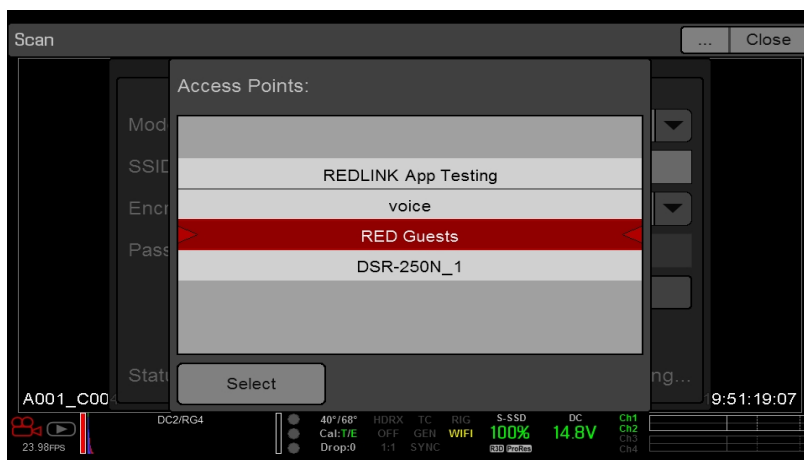 Scan
... Close
Access Points:
Mod
SSID
Encr
Pass
REDLINK App Testing
voice
RED Guests
DSR-250N_1
Select
Statu
ng...
A001_C00
9:51:19:07
DC2/RG4
23.98FPS
40°/68° HDRX TC RIG S-SSD DC Ch1
Cal:T/E OFF GEN WIFI 100% 14.8V Ch2
Drop:0 1:1 SYNC R3D ProRes Ch3
Ch4